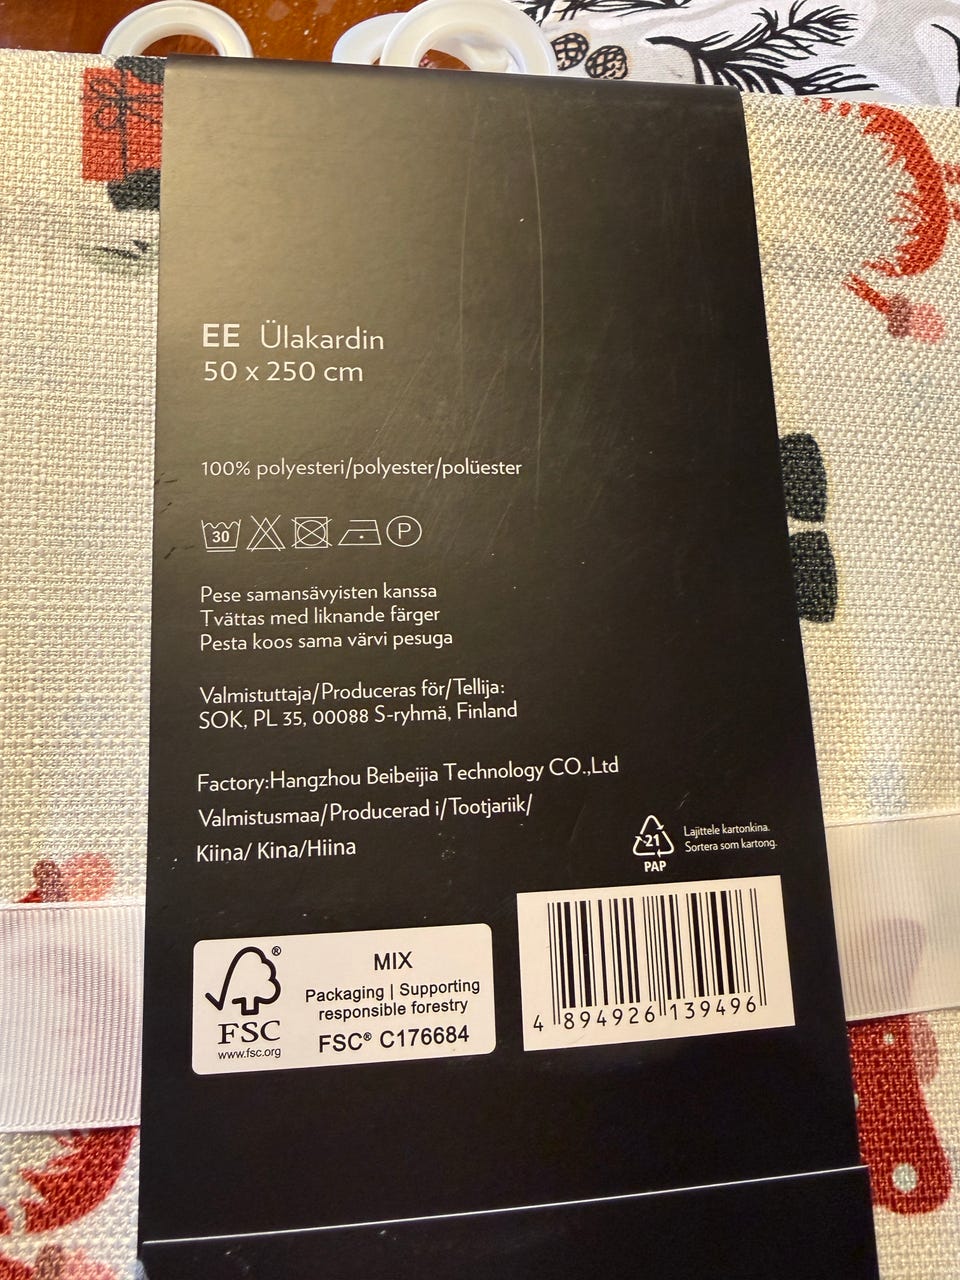 EE Ülakardin
50 x 250 cm
100% polyesteri/polyester/polüester
30 P
Pese samansävyisten kanssa
Tvättas med liknande färger
Pesta koos sama värvi pesuga
Valmistuttaja/Produceras för/Tellija:
SOK, PL 35, 00088 S-ryhmä, Finland
Factory:Hangzhou Beibeijia Technology CO.,Ltd
Valmistusmaa/Producerad i/Tootjariik/
Kiina/ Kina/Hiina
21
PAP
Lajittele kartonkina.
Sortera som kartong.
FSC
www.fsc.org
MIX
Packaging | Supporting
responsible forestry
FSC® C176684
4 894926 139496